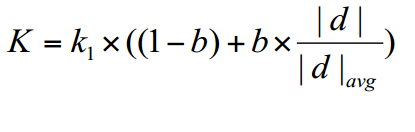 K = k₁ × ((1 − b) + b × |d| / |d|avg)